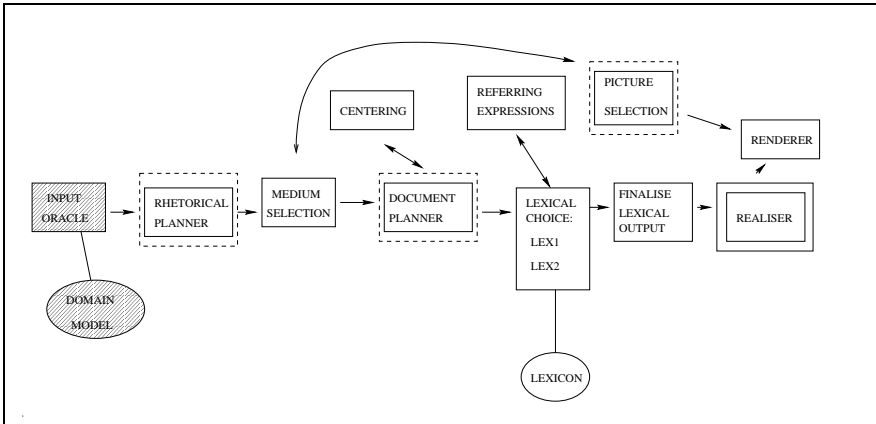 PICTURE
SELECTION
REFERRING
EXPRESSIONS
CENTERING
RENDERER
INPUT
ORACLE
RHETORICAL
PLANNER
MEDIUM
SELECTION
DOCUMENT
PLANNER
LEXICAL
CHOICE:
LEX1
LEX2
FINALISE
LEXICAL
OUTPUT
REALISER
DOMAIN
MODEL
LEXICON